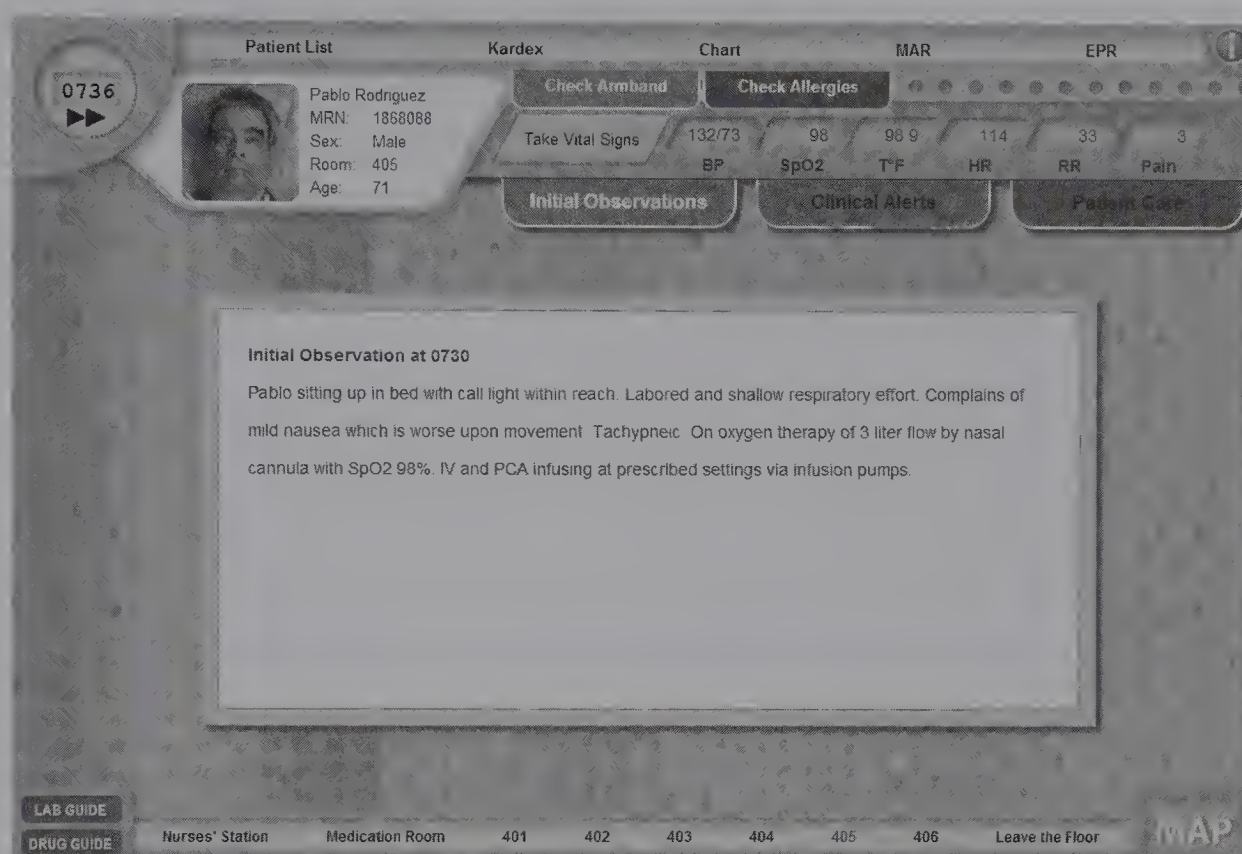 Patient List Kardex Chart MAR EPR
0736
Check Armband Check Allergies
Pablo Rodriguez
MRN: 1868088
Sex: Male
Room: 405
Age: 71
Take Vital Signs 132/73 98 98 9 114 33 3
BP SpO2 T°F HR RR Pain
Initial Observations Clinical Alerts Patient Care
Initial Observation at 0730
Pablo sitting up in bed with call light within reach. Labored and shallow respiratory effort. Complains of
mild nausea which is worse upon movement Tachypneic On oxygen therapy of 3 liter flow by nasal
cannula with SpO2 98%. IV and PCA infusing at prescribed settings via infusion pumps.
LAB GUIDE
DRUG GUIDE
Nurses' Station Medication Room 401 402 403 404 405 406 Leave the Floor MAP